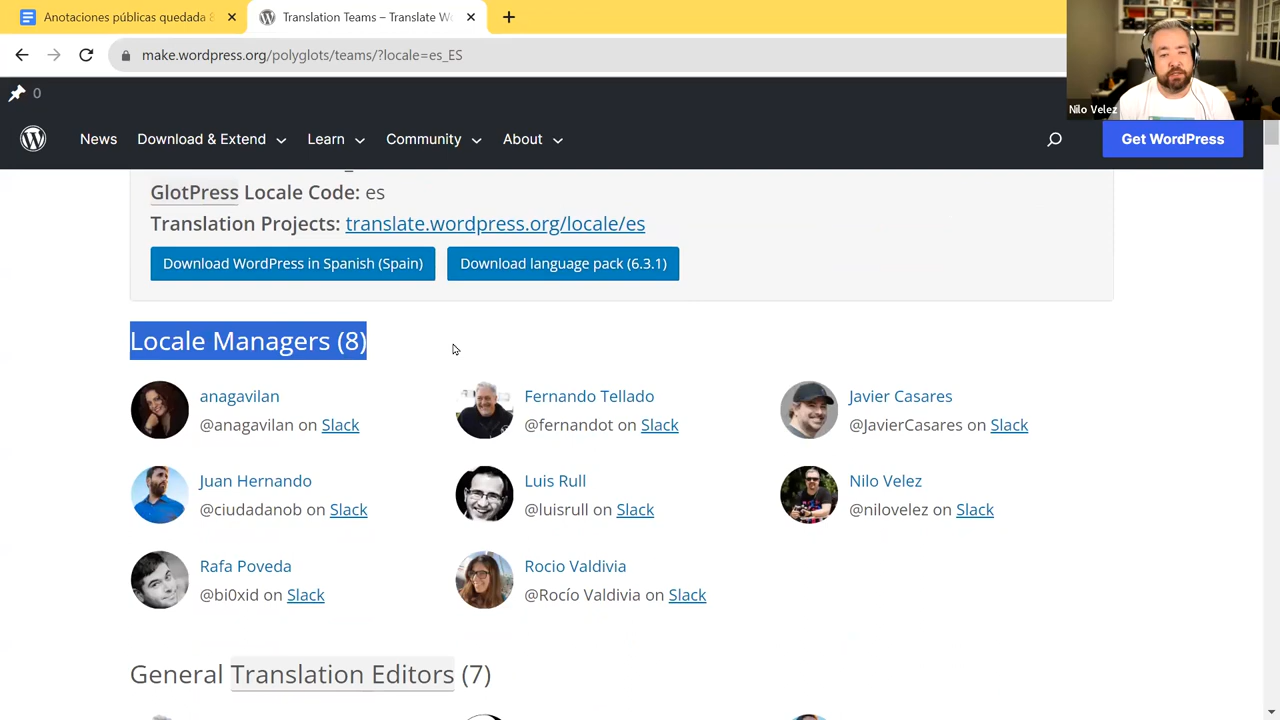 Anotaciones públicas quedada 8
Translation Teams – Translate Wo
make.wordpress.org/polyglots/teams/?locale=es_ES
Nilo Velez
0
News
Download & Extend
Learn
Community
About
Get WordPress
GlotPress Locale Code: es
Translation Projects: translate.wordpress.org/locale/es
Download WordPress in Spanish (Spain)
Download language pack (6.3.1)
Locale Managers (8)
anagavilan
@anagavilan on Slack
Fernando Tellado
@fernandot on Slack
Javier Casares
@JavierCasares on Slack
Juan Hernando
@ciudadanob on Slack
Luis Rull
@luisrull on Slack
Nilo Velez
@nilovelez on Slack
Rafa Poveda
@bi0xid on Slack
Rocio Valdivia
@Rocío Valdivia on Slack
General Translation Editors (7)